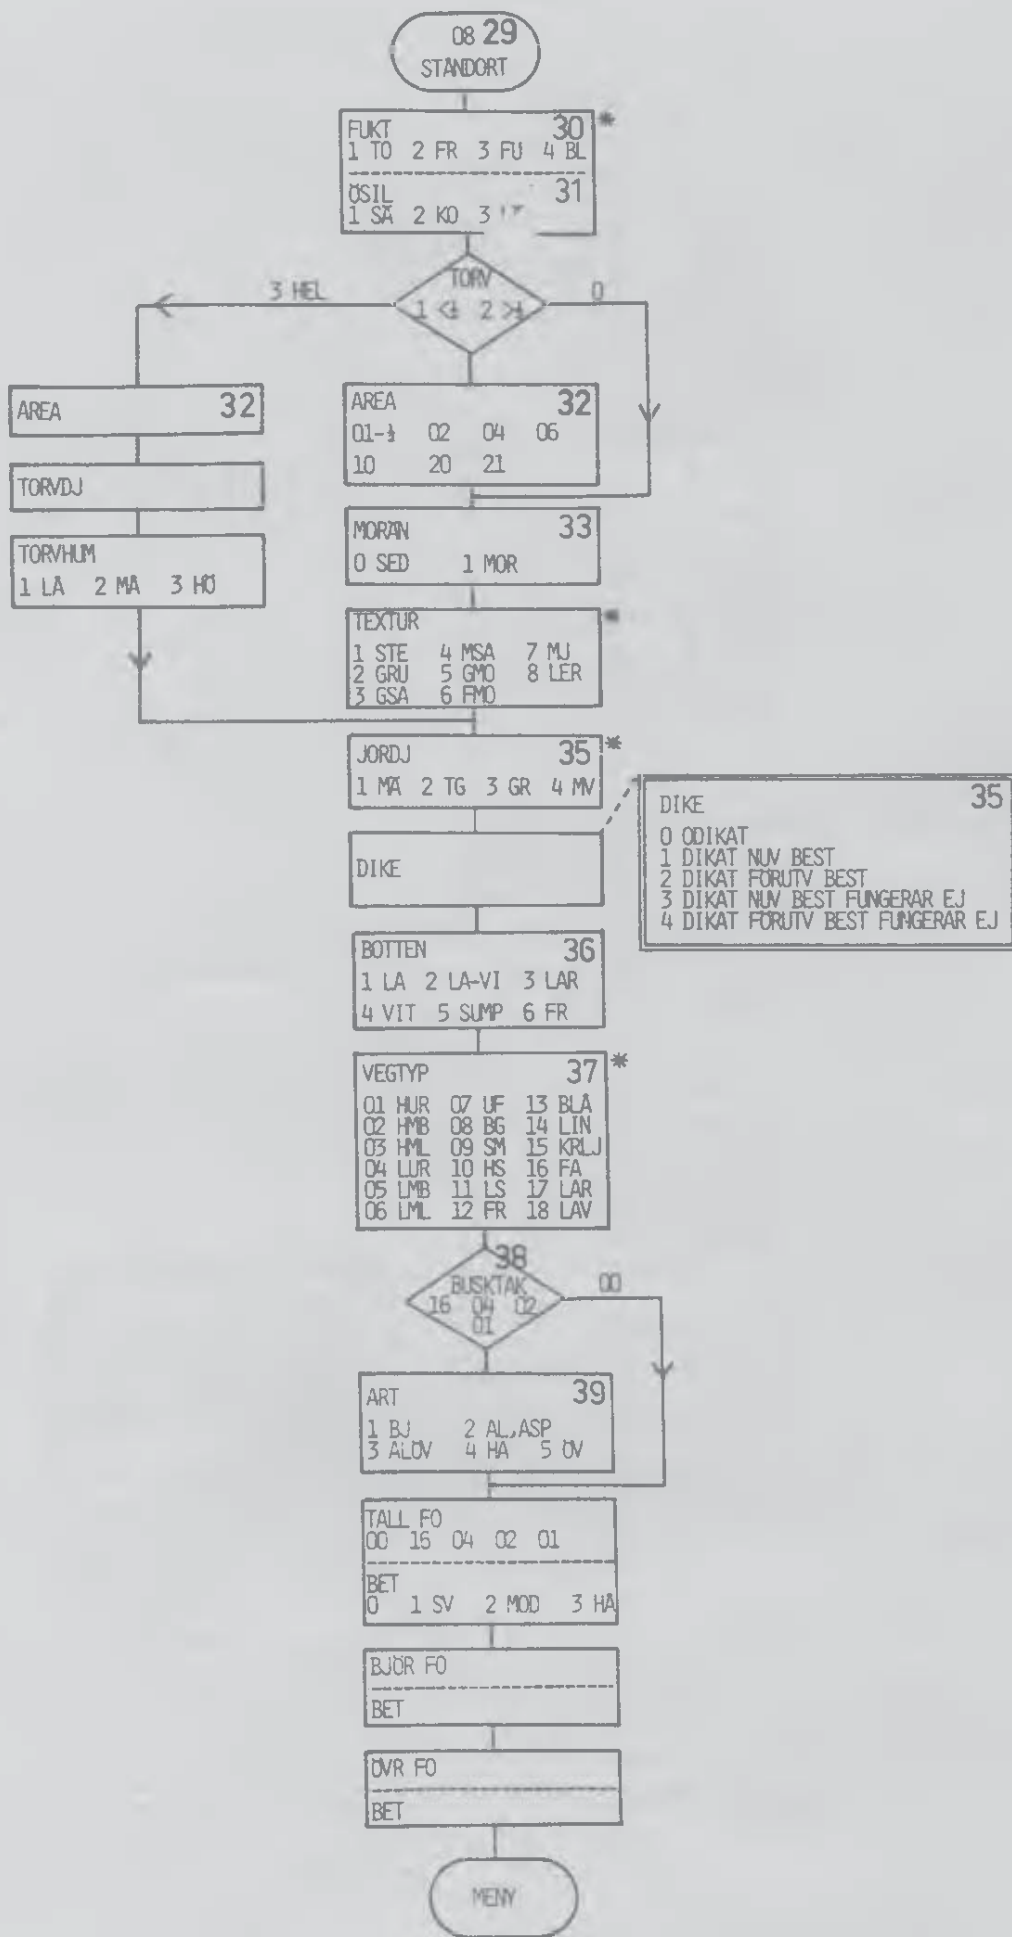 08 29
STÅNDORT
FUKT 30 *
1 TO 2 FR 3 FU 4 BL
ÖSIL 31
1 SÄ 2 KO 3
3 HEL
TORV
0
1 <½ 2 >½
AREA 32
TORVDJ
TORVHUM
1 LÅ 2 MÅ 3 HÖ
AREA 32
01-½ 02 04 06
10 20 21
MORÄN 33
0 SED 1 MOR
TEXTUR
1 STE 4 MSA 7 MJ
2 GRU 5 GMO 8 LER
3 GSA 6 FMO
JORDJ 35 *
1 MÄ 2 TG 3 GR 4 MV
DIKE
DIKE 35
0 ODIKAT
1 DIKAT NUV BEST
2 DIKAT FÖRUTV BEST
3 DIKAT NUV BEST FUNGERAR EJ
4 DIKAT FÖRUTV BEST FUNGERAR EJ
BOTTEN 36
1 LA 2 LA-VI 3 LAR
4 VIT 5 SUMP 6 FR
VEGTYP 37 *
01 HUR 07 UF 13 BLÅ
02 HMB 08 BG 14 LIN
03 HML 09 SM 15 KRLJ
04 LUR 10 HS 16 FA
05 LMB 11 LS 17 LAR
06 LML 12 FR 18 LAV
38
BUSKTAK
00
16 04 02
01
ART 39
1 BJ 2 AL,ASP
3 ALÖV 4 HA 5 ÖV
TALL FO
00 16 04 02 01
BET
0 1 SV 2 MOD 3 HÅ
BJÖR FO
BET
ÖVR FO
BET
MENY